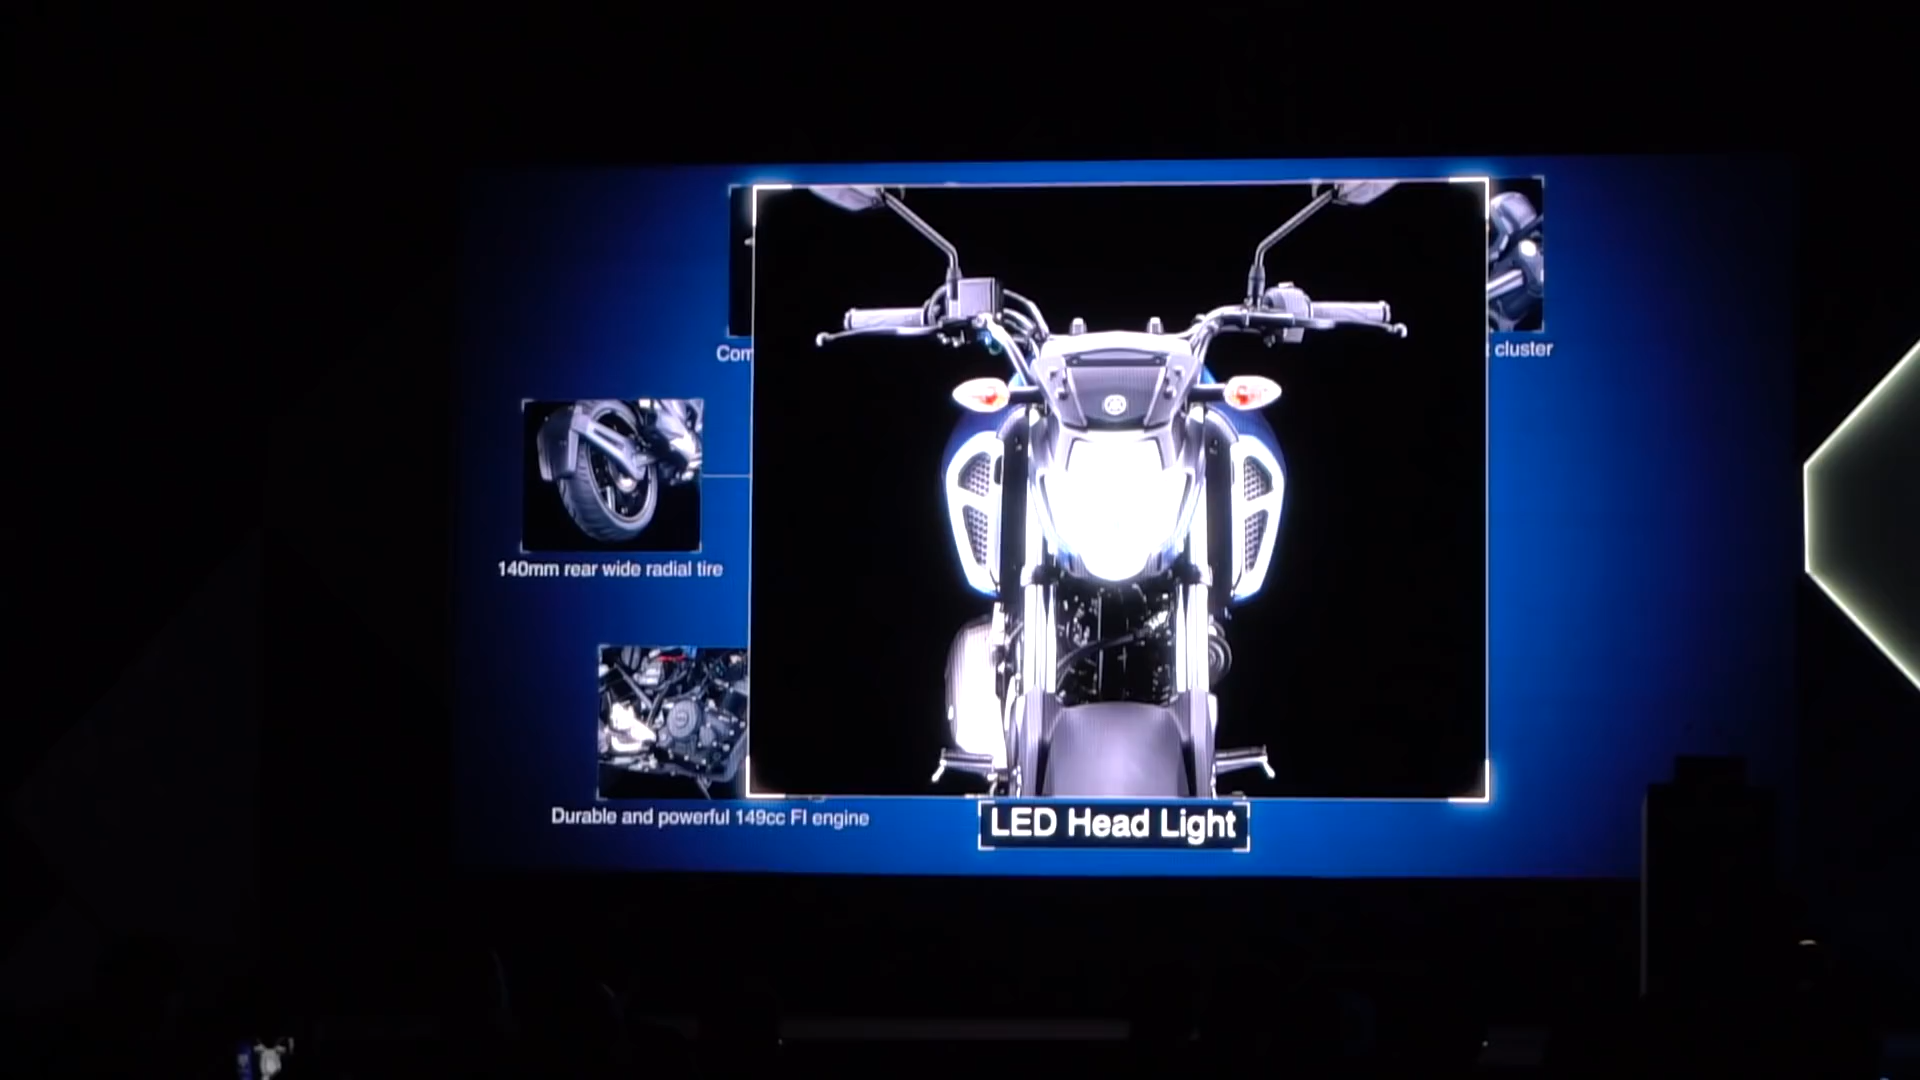 cluster
140mm rear wide radial tire
Durable and powerful 149cc FI engine
LED Head Light